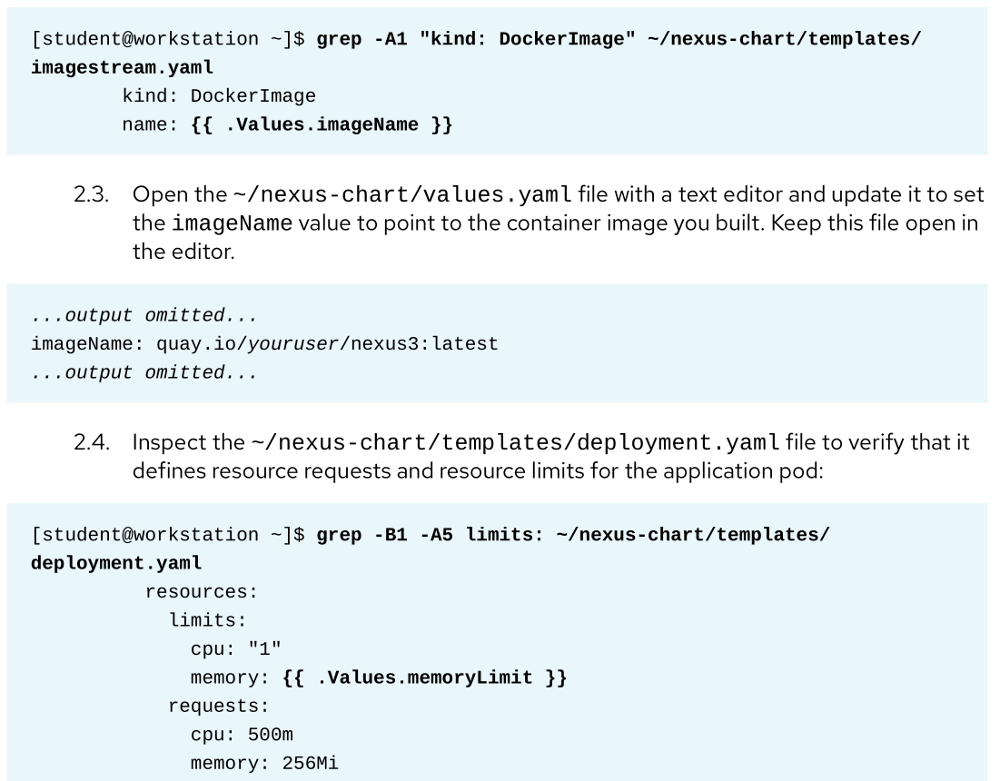 [student@workstation ~]$ grep -A1 "kind: DockerImage" ~/nexus-chart/templates/
imagestream.yaml
        kind: DockerImage
        name: {{ .Values.imageName }}
2.3. Open the ~/nexus-chart/values.yaml file with a text editor and update it to set
the imageName value to point to the container image you built. Keep this file open in
the editor.
...output omitted...
imageName: quay.io/youruser/nexus3:latest
...output omitted...
2.4. Inspect the ~/nexus-chart/templates/deployment.yaml file to verify that it
defines resource requests and resource limits for the application pod:
[student@workstation ~]$ grep -B1 -A5 limits: ~/nexus-chart/templates/
deployment.yaml
          resources:
            limits:
              cpu: "1"
              memory: {{ .Values.memoryLimit }}
            requests:
              cpu: 500m
              memory: 256Mi